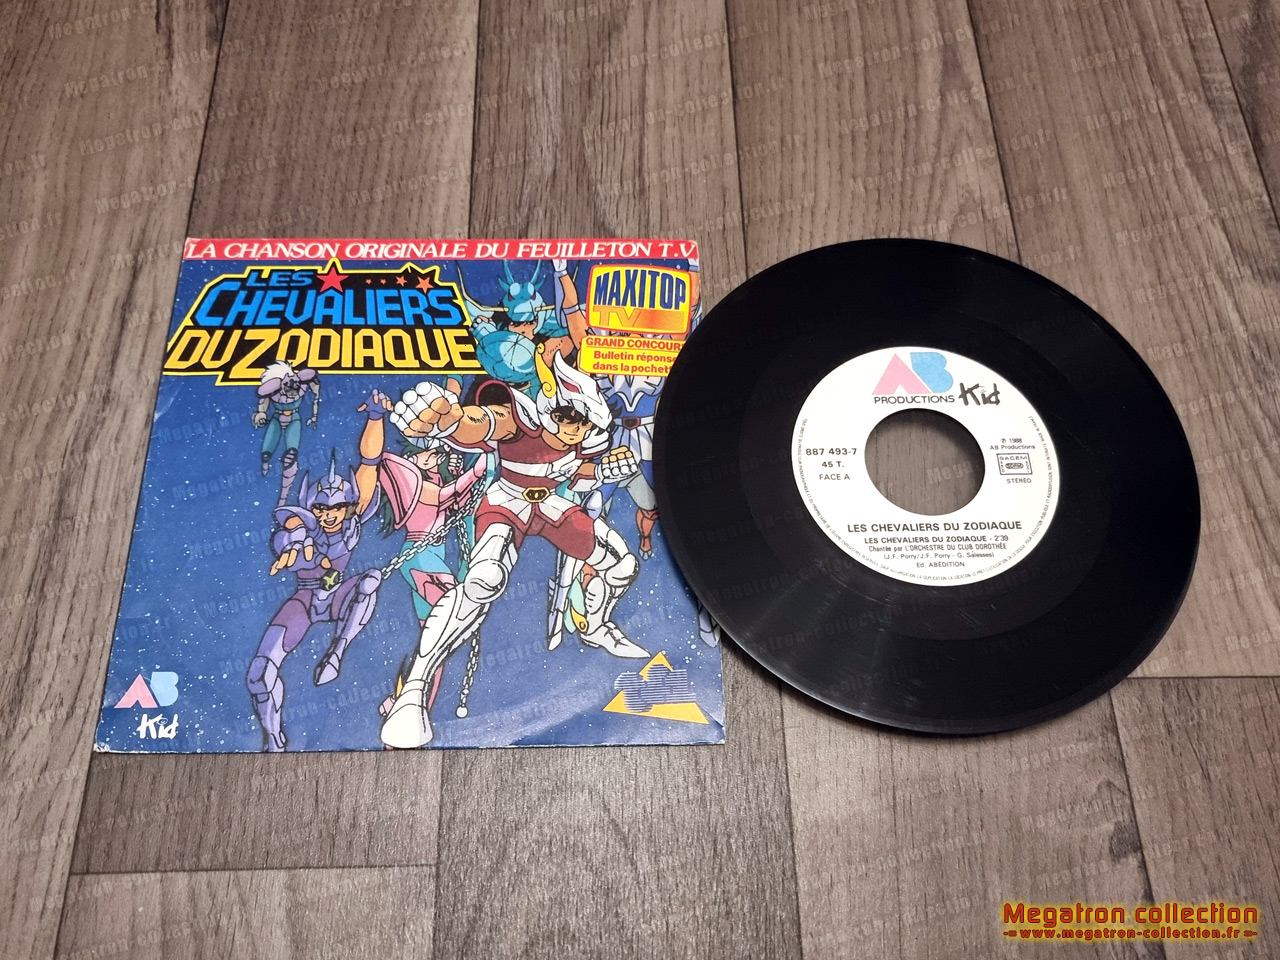 LA CHANSON ORIGINALE DU FEUILLETON T.V
LES
CHEVALIERS
DU ZODIAQUE
MAXITOP
TV
GRAND CONCOURS
Bulletin réponse
dans la pochette
AB
Kid
AB
PRODUCTIONS Kid
887 493-7
45 T.
FACE A
℗ 1988
AB Productions
SACEM
STÉRÉO
LES CHEVALIERS DU ZODIAQUE
LES CHEVALIERS DU ZODIAQUE - 2'39
Chantée par L'ORCHESTRE DU CLUB DOROTHÉE
(J.F. Porry/J.F. Porry - G. Salesses)
Ed. ABÉDITION
Megatron collection
www.megatron-collection.fr